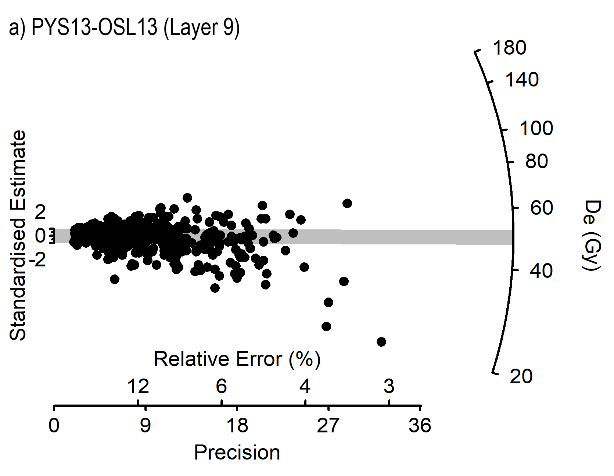 a) PYS13-OSL13 (Layer 9)
Standardised Estimate
2
0
-2
180
140
100
80
60
40
20
De (Gy)
Relative Error (%)
12 6 4 3
0 9 18 27 36
Precision